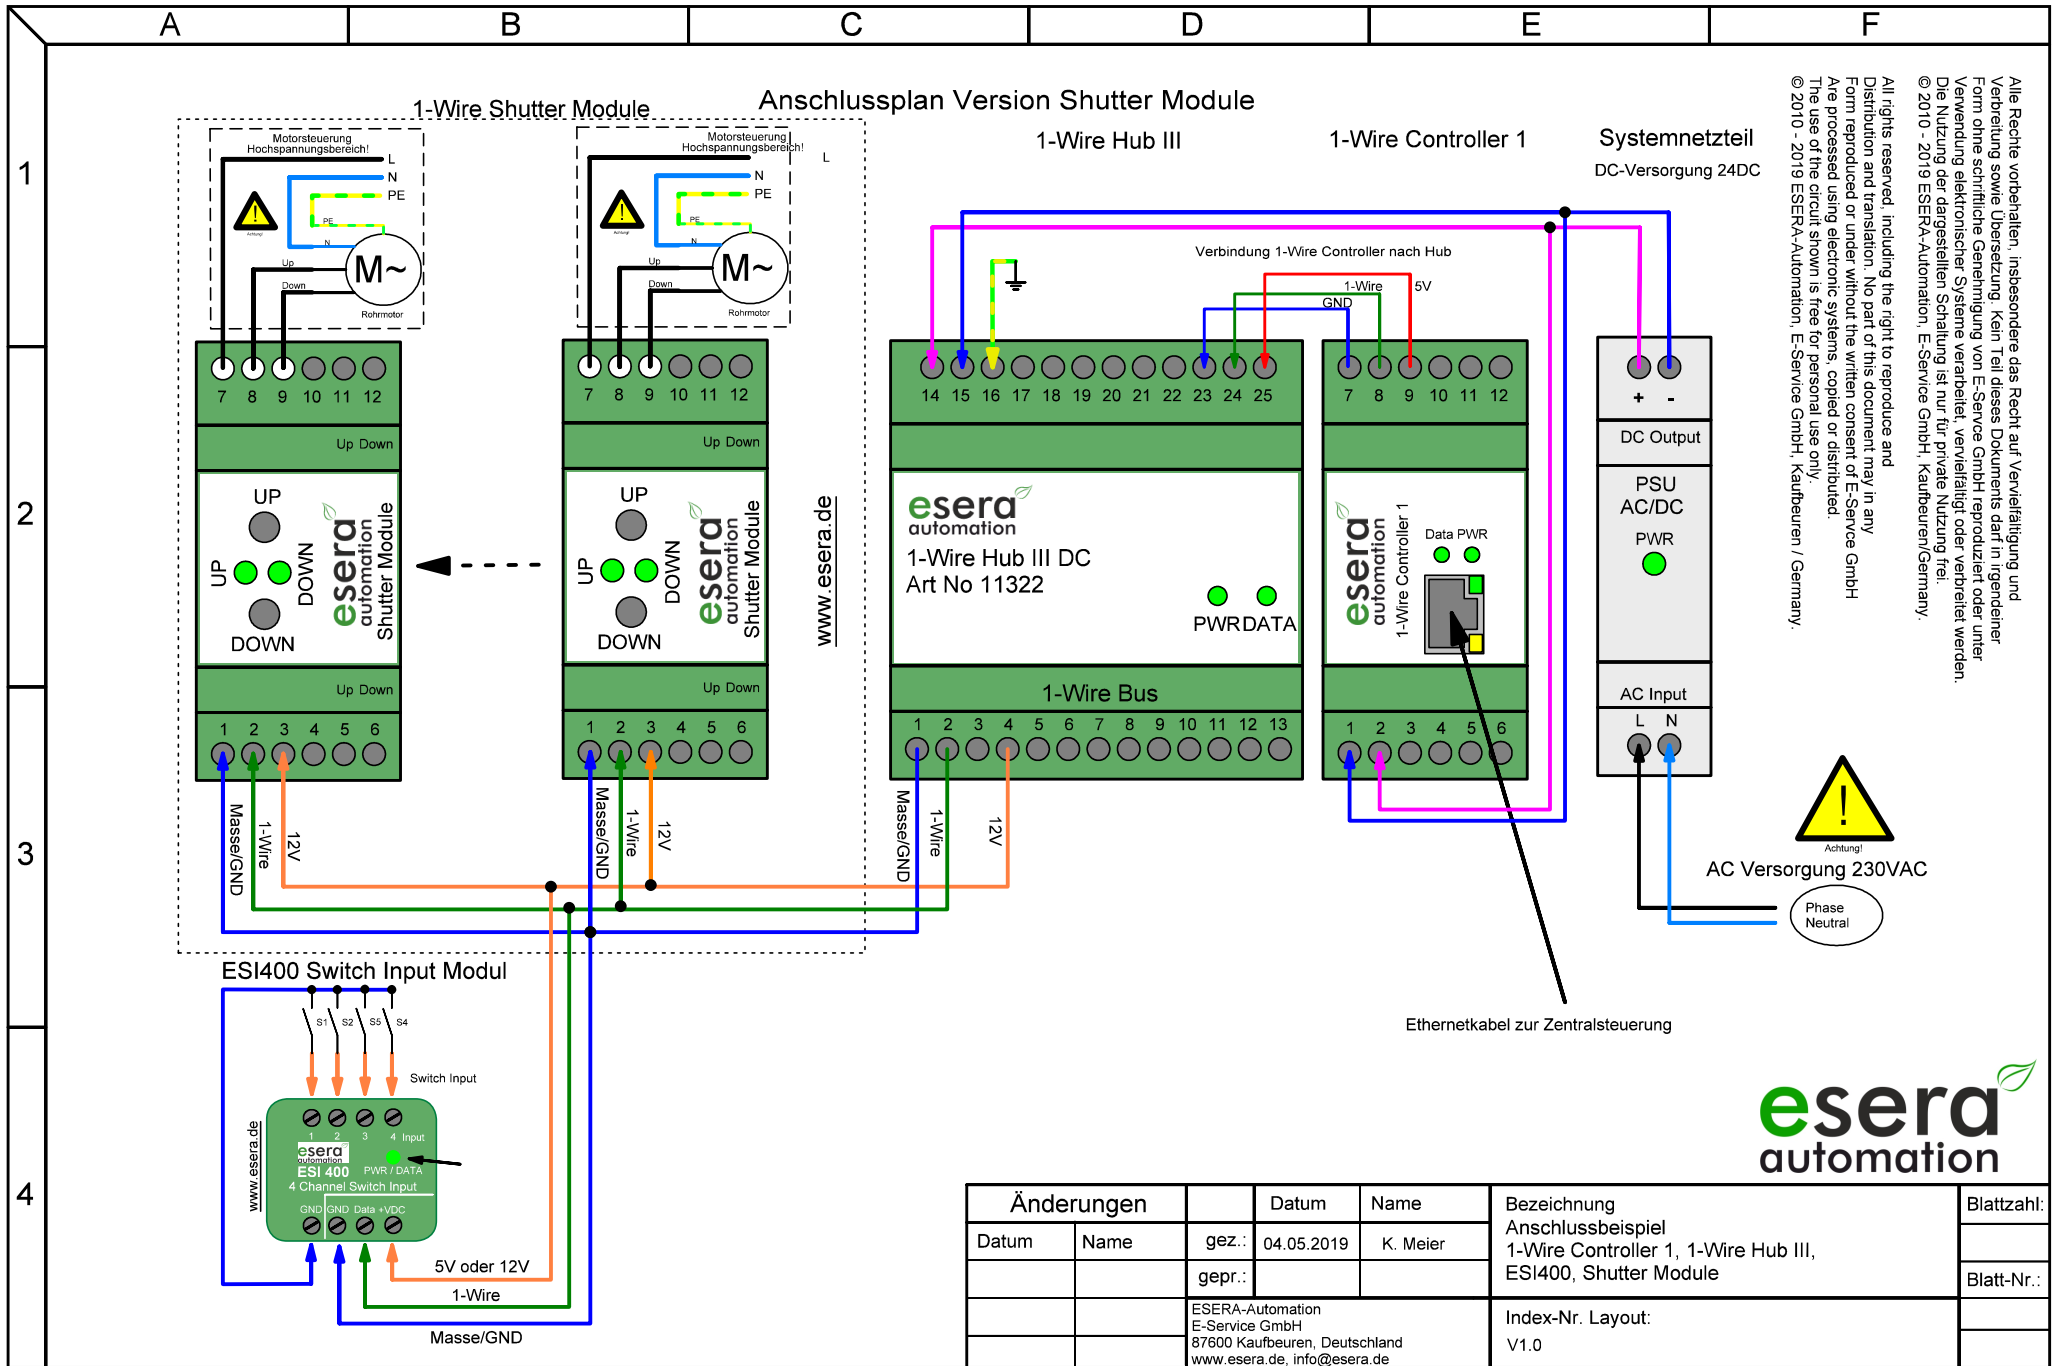 A B C D E F
1
2
3
4
Anschlussplan Version Shutter Module
1-Wire Shutter Module
Motorsteuerung
Hochspannungsbereich!
L
N
PE
PE
N
Up
Down
M~
Rohrmotor
!
Achtung!
7 8 9 10 11 12
Up Down
UP
UP
DOWN
DOWN
esera
automation
Shutter Module
Up Down
1 2 3 4 5 6
Masse/GND
1-Wire
12V
Motorsteuerung
Hochspannungsbereich!
L
N
PE
PE
N
Up
Down
M~
Rohrmotor
!
Achtung!
7 8 9 10 11 12
Up Down
UP
UP
DOWN
DOWN
esera
automation
Shutter Module
Up Down
1 2 3 4 5 6
Masse/GND
1-Wire
12V
www.esera.de
1-Wire Hub III
14 15 16 17 18 19 20 21 22 23 24 25
esera
automation
1-Wire Hub III DC
Art No 11322
PWR DATA
1-Wire Bus
1 2 3 4 5 6 7 8 9 10 11 12 13
Masse/GND
1-Wire
12V
Verbindung 1-Wire Controller nach Hub
1-Wire
5V
GND
1-Wire Controller 1
7 8 9 10 11 12
esera
automation
1-Wire Controller 1
Data PWR
1 2 3 4 5 6
Ethernetkabel zur Zentralsteuerung
Systemnetzteil
DC-Versorgung 24DC
+ -
DC Output
PSU
AC/DC
PWR
AC Input
L N
!
Achtung!
AC Versorgung 230VAC
Phase
Neutral
Alle Rechte vorbehalten, insbesondere das Recht auf Vervielfältigung und
Verbreitung sowie Übersetzung. Kein Teil dieses Dokuments darf in irgendeiner
Form ohne schriftliche Genehmigung von E-Servce GmbH reproduziert oder unter
Verwendung elektronischer Systeme verarbeitet, vervielfältigt oder verbreitet werden.
Die Nutzung der dargestellten Schaltung ist nur für private Nutzung frei.
© 2010 - 2019 ESERA-Automation, E-Service GmbH, Kaufbeuren/Germany.
All rights reserved, including the right to reproduce and
Distribution and translation. No part of this document may in any
Form reproduced or under without the written consent of E-Service GmbH
Are processed using electronic systems, copied or distributed.
The use of the circuit shown is free for personal use only.
© 2010 - 2019 ESERA-Automation, E-Service GmbH, Kaufbeuren / Germany.
ESI400 Switch Input Modul
S1 S2 S5 S4
Switch Input
1 2 3 4 Input
esera
automation
ESI 400
PWR / DATA
4 Channel Switch Input
GND GND Data +VDC
www.esera.de
5V oder 12V
1-Wire
Masse/GND
esera
automation
Änderungen
Datum Name
Datum Name
gez.: 04.05.2019 K. Meier
gepr.:
ESERA-Automation
E-Service GmbH
87600 Kaufbeuren, Deutschland
www.esera.de, info@esera.de
Bezeichnung
Anschlussbeispiel
1-Wire Controller 1, 1-Wire Hub III,
ESI400, Shutter Module
Index-Nr. Layout:
V1.0
Blattzahl:
Blatt-Nr.: